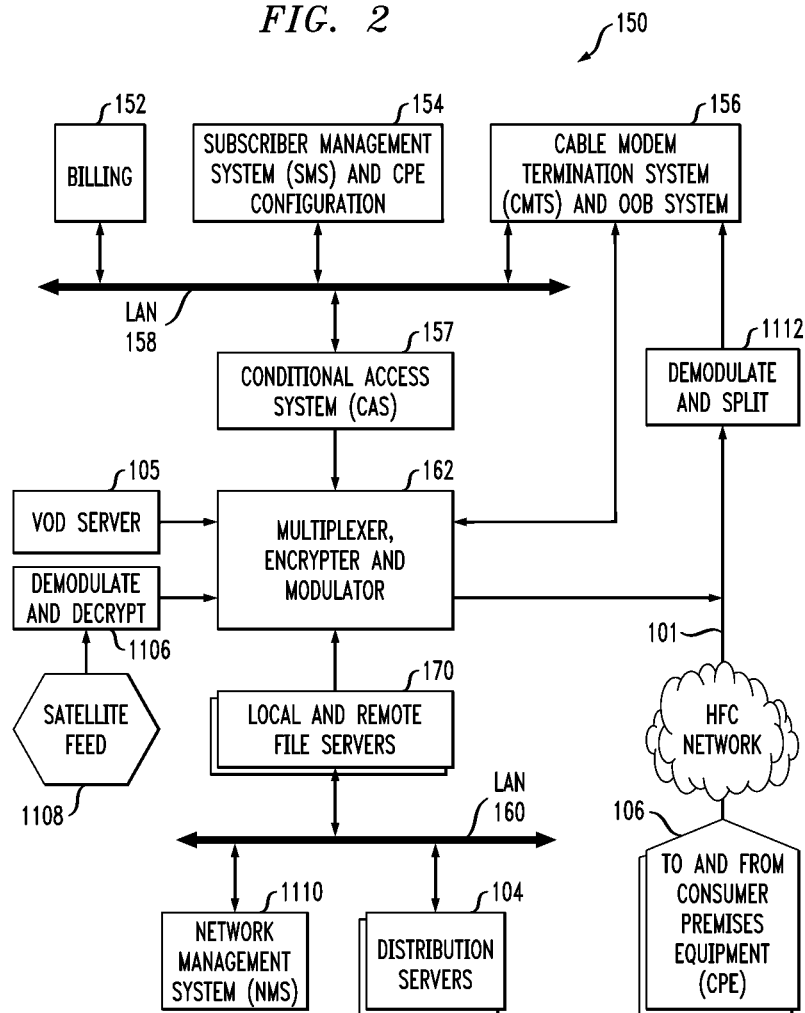 FIG. 2
150
152
BILLING
154
SUBSCRIBER MANAGEMENT
SYSTEM (SMS) AND CPE
CONFIGURATION
156
CABLE MODEM
TERMINATION SYSTEM
(CMTS) AND OOB SYSTEM
LAN
158
157
CONDITIONAL ACCESS
SYSTEM (CAS)
1112
DEMODULATE
AND SPLIT
105
VOD SERVER
162
MULTIPLEXER,
ENCRYPTER AND
MODULATOR
DEMODULATE
AND DECRYPT
1106
101
SATELLITE
FEED
1108
170
LOCAL AND REMOTE
FILE SERVERS
HFC
NETWORK
LAN
160
106
TO AND FROM
CONSUMER
PREMISES
EQUIPMENT
(CPE)
1110
NETWORK
MANAGEMENT
SYSTEM (NMS)
104
DISTRIBUTION
SERVERS